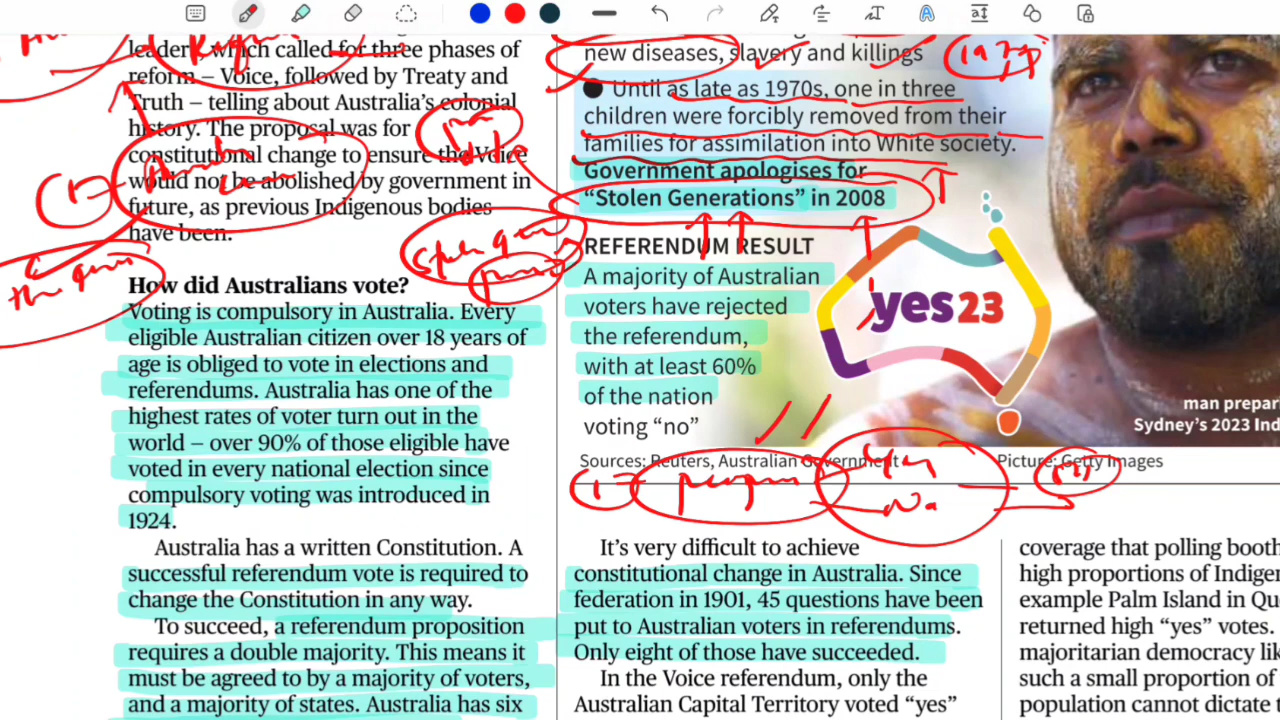 leader, which called for three phases of
reform – Voice, followed by Treaty and
Truth – telling about Australia's colonial
history. The proposal was for
constitutional change to ensure the Voice
would not be abolished by government in
future, as previous Indigenous bodies
have been.
How did Australians vote?
Voting is compulsory in Australia. Every
eligible Australian citizen over 18 years of
age is obliged to vote in elections and
referendums. Australia has one of the
highest rates of voter turn out in the
world – over 90% of those eligible have
voted in every national election since
compulsory voting was introduced in
1924.
Australia has a written Constitution. A
successful referendum vote is required to
change the Constitution in any way.
To succeed, a referendum proposition
requires a double majority. This means it
must be agreed to by a majority of voters,
and a majority of states. Australia has six
new diseases, slavery and killings
Until as late as 1970s, one in three
children were forcibly removed from their
families for assimilation into White society.
Government apologises for
“Stolen Generations” in 2008
REFERENDUM RESULT
A majority of Australian
voters have rejected
the referendum,
with at least 60%
of the nation
voting “no”
yes23
man prepar
Sydney's 2023 Ind
Sources: Reuters, Australian Government
Picture: Getty Images
Yes
No
It's very difficult to achieve
constitutional change in Australia. Since
federation in 1901, 45 questions have been
put to Australian voters in referendums.
Only eight of those have succeeded.
In the Voice referendum, only the
Australian Capital Territory voted “yes”
coverage that polling booth
high proportions of Indigen
example Palm Island in Qu
returned high “yes” votes.
majoritarian democracy lik
such a small proportion of
population cannot dictate